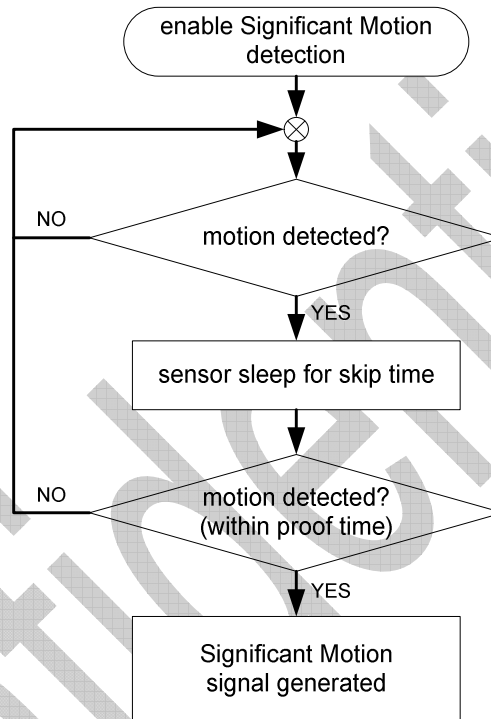 enable Significant Motion
detection
motion detected?
NO
YES
sensor sleep for skip time
motion detected?
(within proof time)
NO
YES
Significant Motion
signal generated